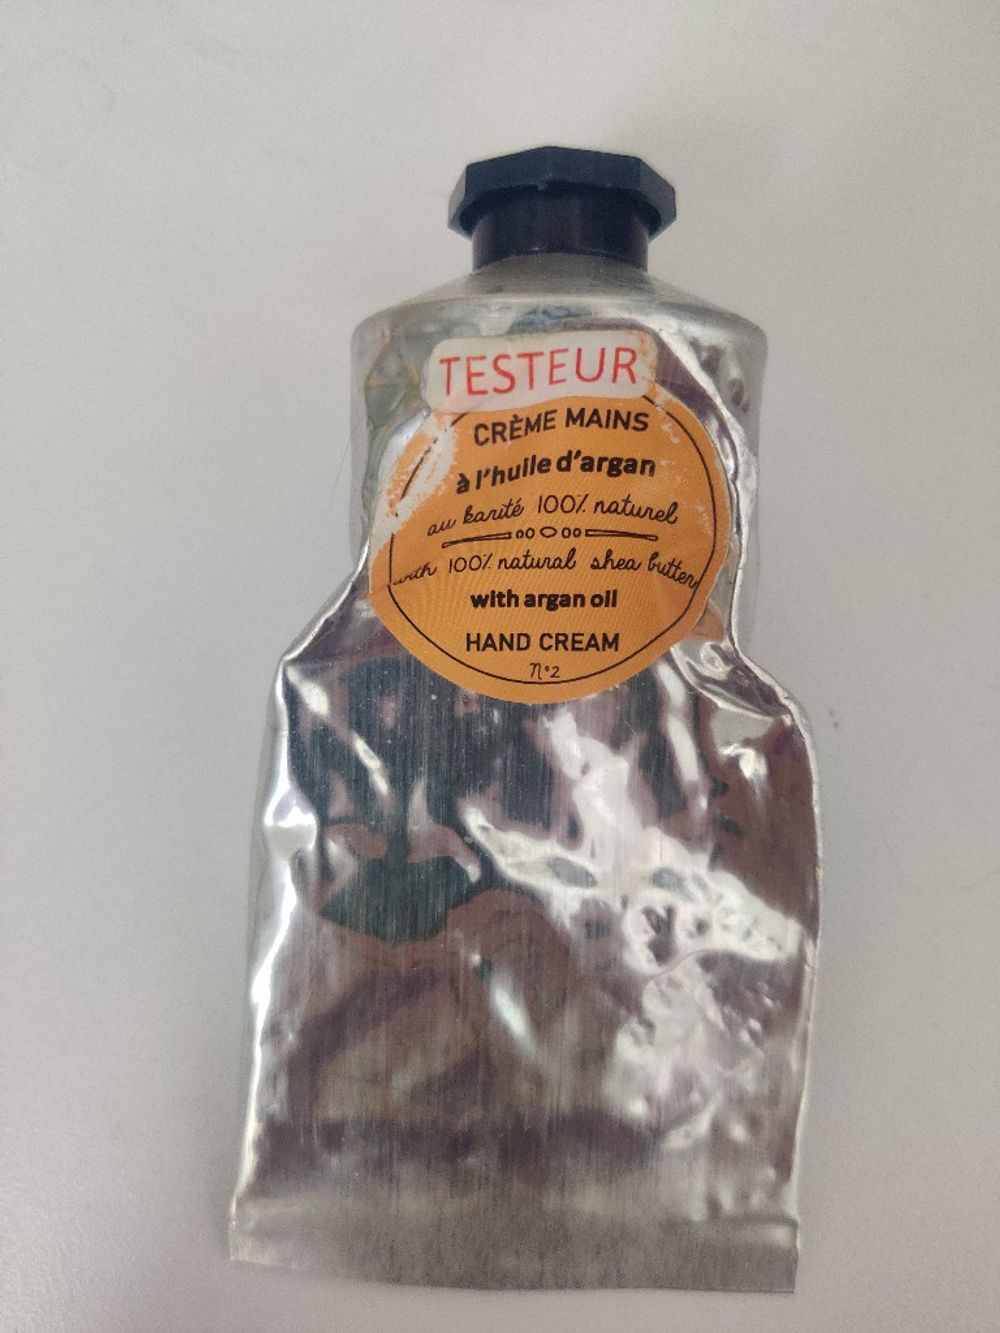 TESTEUR
CRÈME MAINS
à l'huile d'argan
au karité 100% naturel
with 100% natural shea butter
with argan oil
HAND CREAM
N°2